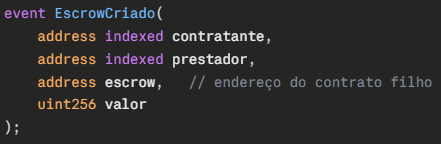 event EscrowCriado(
    address indexed contratante,
    address indexed prestador,
    address escrow,   // endereço do contrato filho
    uint256 valor
);